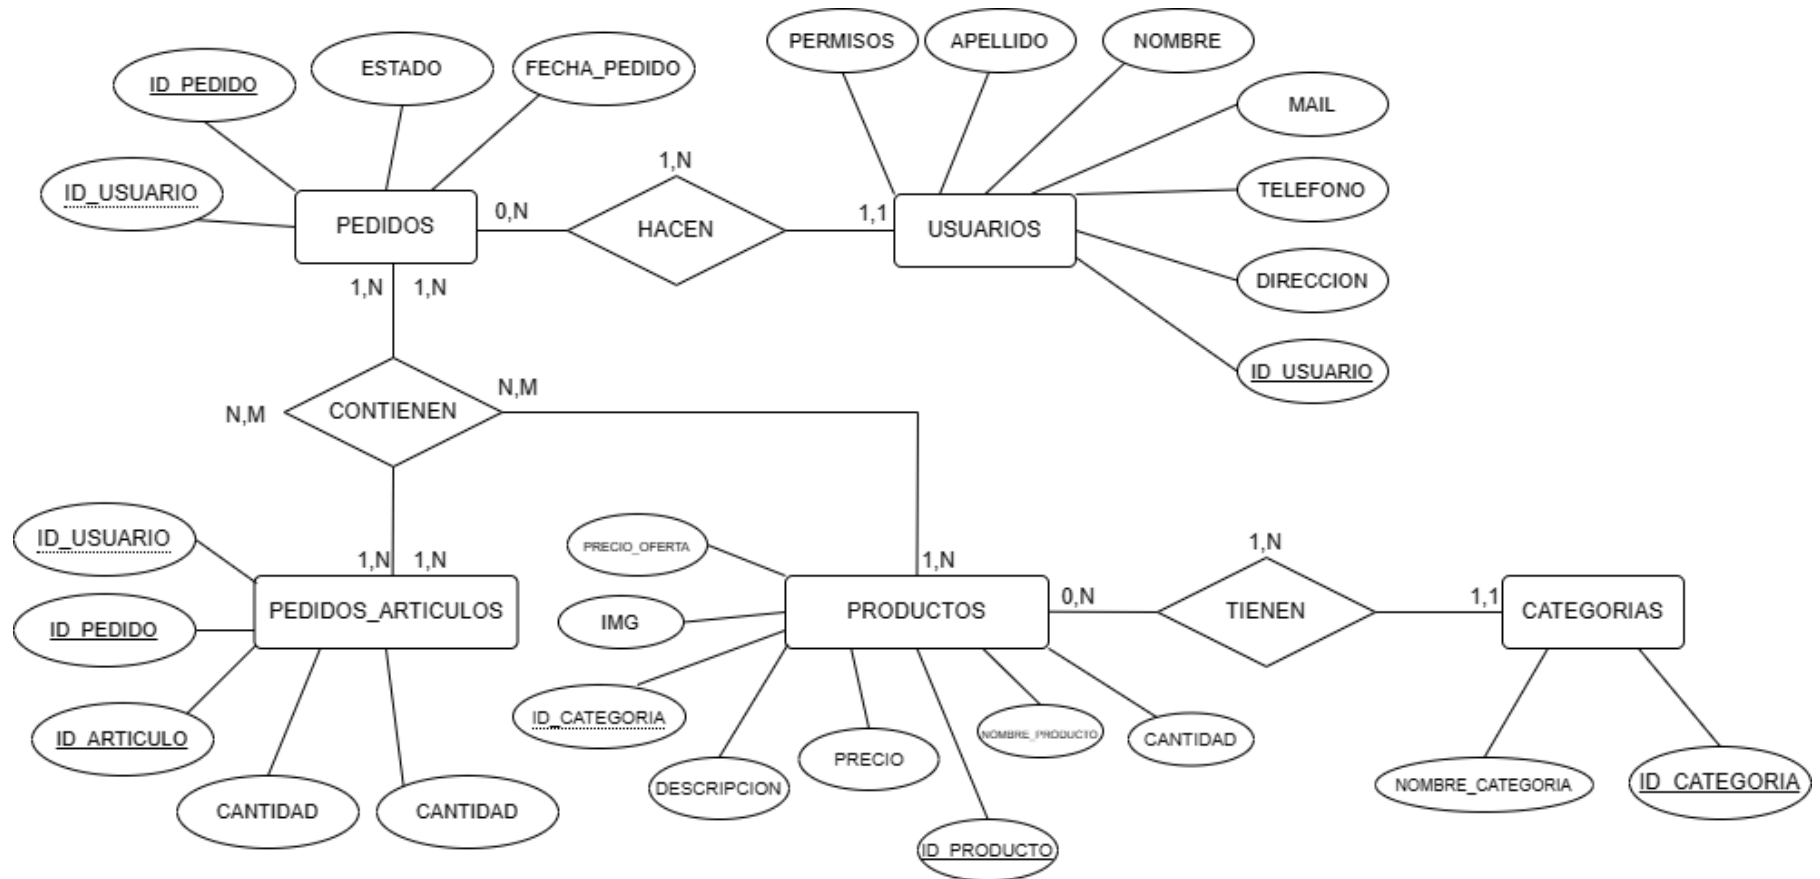 PERMISOS
APELLIDO
NOMBRE
ID_PEDIDO
ESTADO
FECHA_PEDIDO
MAIL
ID_USUARIO
TELEFONO
PEDIDOS
0,N
1,N
HACEN
1,1
USUARIOS
DIRECCION
ID_USUARIO
1,N
1,N
N,M
CONTIENEN
N,M
ID_USUARIO
ID_PEDIDO
ID_ARTICULO
1,N
1,N
PEDIDOS_ARTICULOS
CANTIDAD
CANTIDAD
PRECIO_OFERTA
IMG
ID_CATEGORIA
DESCRIPCION
PRECIO
ID_PRODUCTO
NOMBRE_PRODUCTO
CANTIDAD
1,N
PRODUCTOS
0,N
1,N
TIENEN
1,1
CATEGORIAS
NOMBRE_CATEGORIA
ID_CATEGORIA